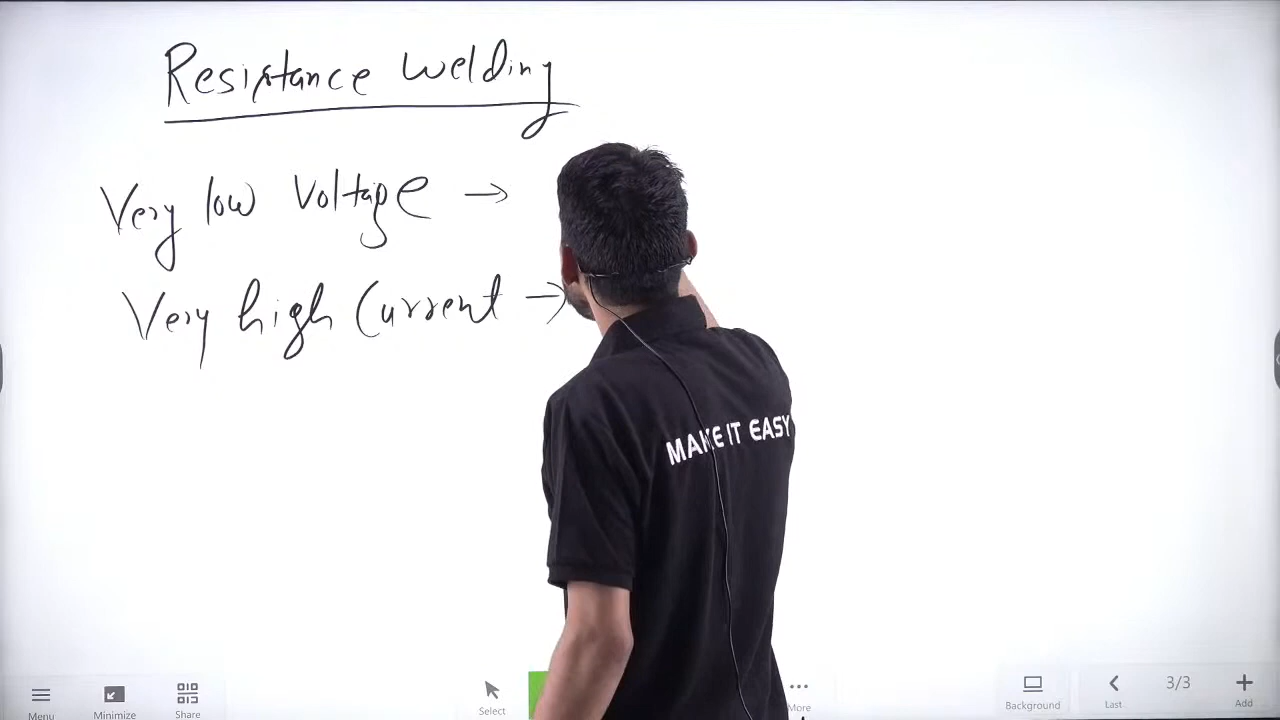 Resistance welding
Very low Voltage →
Very high Current →
MAKE IT EASY
Menu
Minimize
Share
Select
More
Background
Last
3/3
Add